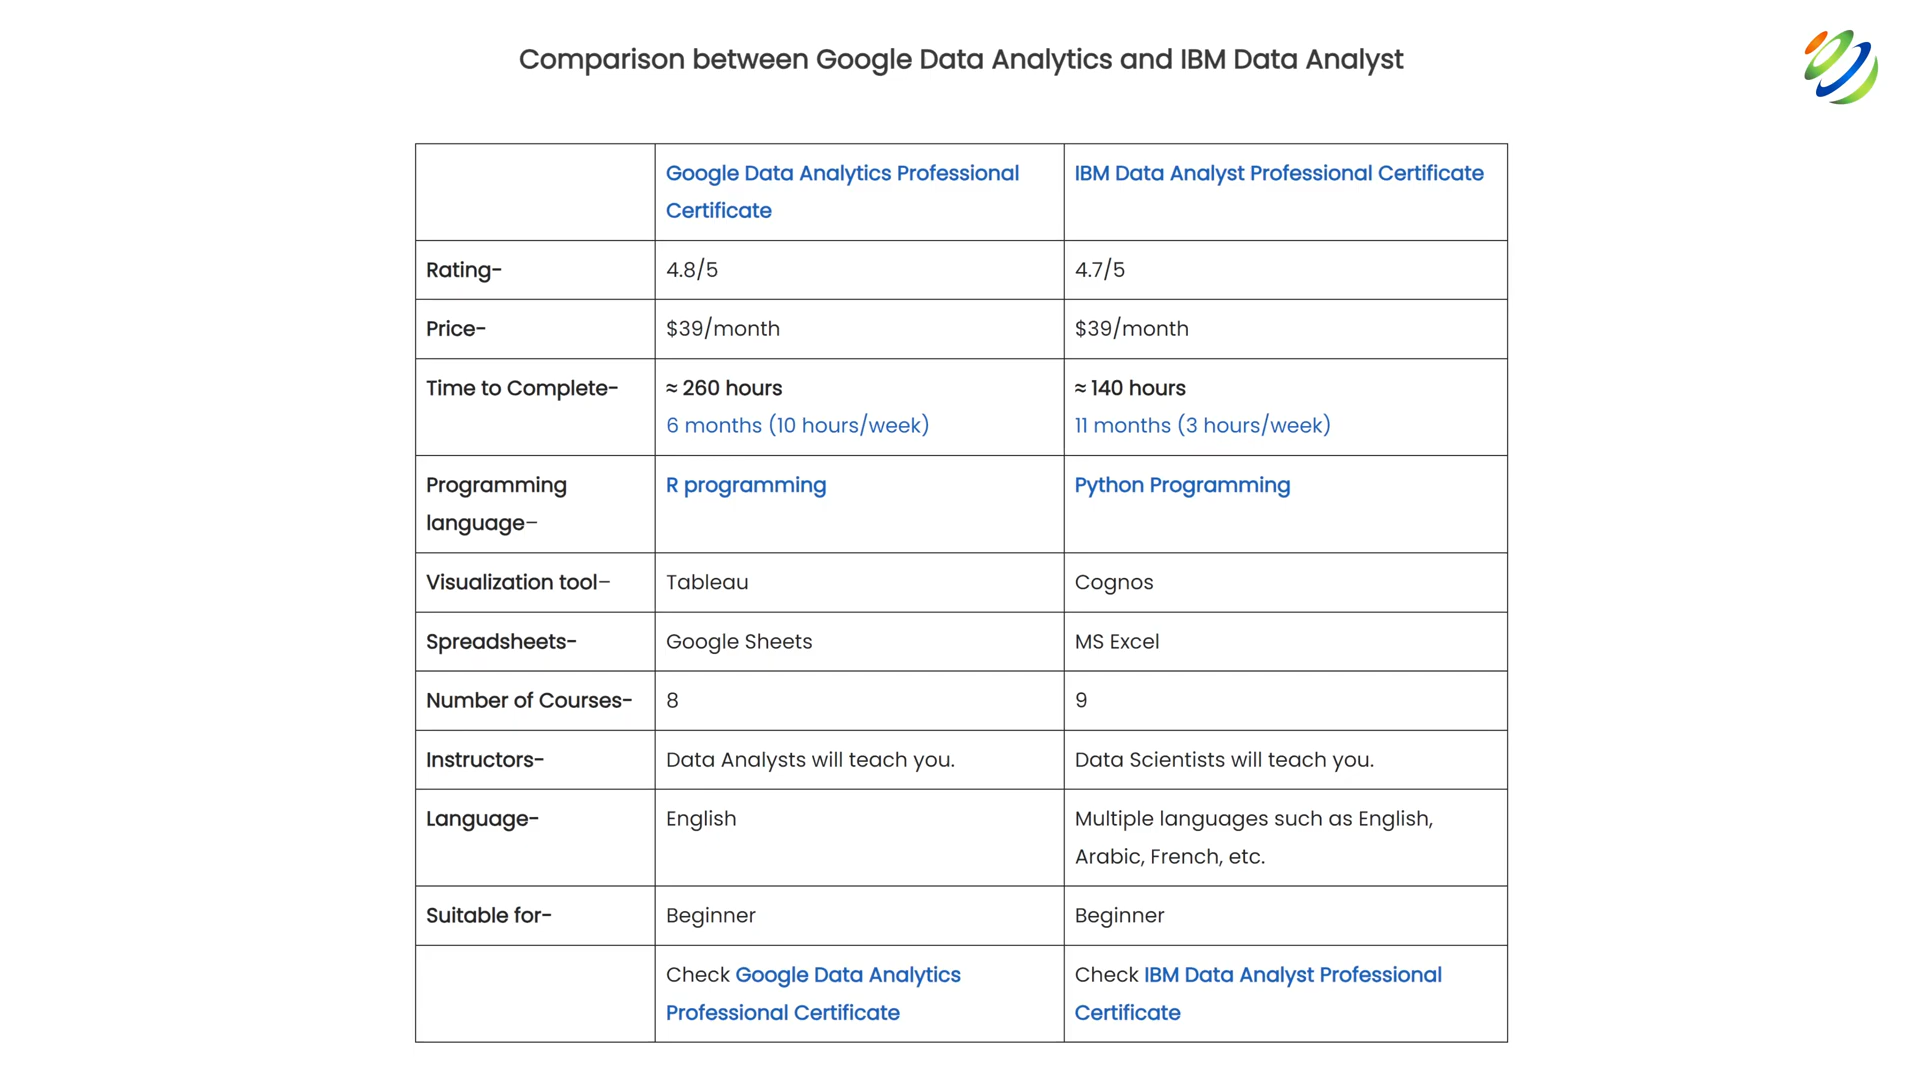 Comparison between Google Data Analytics and IBM Data Analyst
Google Data Analytics Professional
Certificate
IBM Data Analyst Professional Certificate
Rating-
4.8/5
4.7/5
Price-
$39/month
$39/month
Time to Complete-
≈ 260 hours
6 months (10 hours/week)
≈ 140 hours
11 months (3 hours/week)
Programming
language–
R programming
Python Programming
Visualization tool–
Tableau
Cognos
Spreadsheets-
Google Sheets
MS Excel
Number of Courses-
8
9
Instructors-
Data Analysts will teach you.
Data Scientists will teach you.
Language-
English
Multiple languages such as English,
Arabic, French, etc.
Suitable for-
Beginner
Beginner
Check Google Data Analytics
Professional Certificate
Check IBM Data Analyst Professional
Certificate